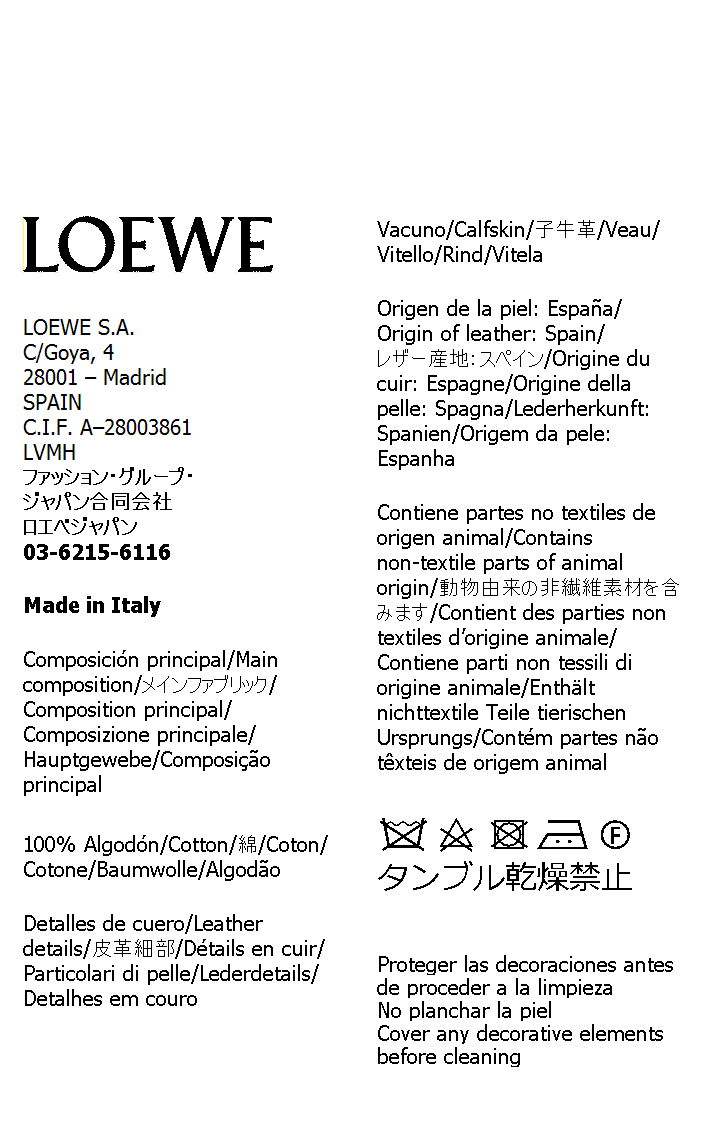 LOEWE
LOEWE S.A.
C/Goya, 4
28001 – Madrid
SPAIN
C.I.F. A–28003861
LVMH
ファッション・グループ・
ジャパン合同会社
ロエベジャパン
03-6215-6116
Made in Italy
Composición principal/Main
composition/メインファブリック/
Composition principal/
Composizione principale/
Hauptgewebe/Composição
principal
100% Algodón/Cotton/綿/Coton/
Cotone/Baumwolle/Algodão
Detalles de cuero/Leather
details/皮革細部/Détails en cuir/
Particolari di pelle/Lederdetails/
Detalhes em couro
Vacuno/Calfskin/子牛革/Veau/
Vitello/Rind/Vitela
Origen de la piel: España/
Origin of leather: Spain/
レザー産地：スペイン/Origine du
cuir: Espagne/Origine della
pelle: Spagna/Lederherkunft:
Spanien/Origem da pele:
Espanha
Contiene partes no textiles de
origen animal/Contains
non-textile parts of animal
origin/動物由来の非繊維素材を含
みます/Contient des parties non
textiles d’origine animale/
Contiene parti non tessili di
origine animale/Enthält
nichttextile Teile tierischen
Ursprungs/Contém partes não
têxteis de origem animal
F
タンブル乾燥禁止
Proteger las decoraciones antes
de proceder a la limpieza
No planchar la piel
Cover any decorative elements
before cleaning